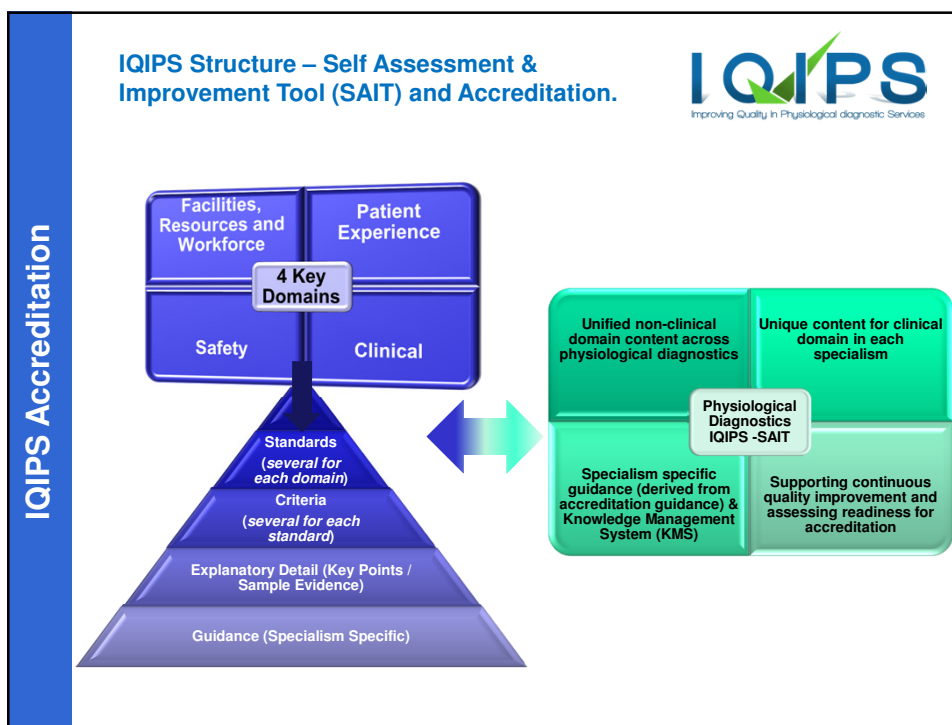 IQIPS Structure – Self Assessment &
Improvement Tool (SAIT) and Accreditation.
IQIPS
Improving Quality In Physiological diagnostic Services
IQIPS Accreditation
Facilities,
Resources and
Workforce
Patient
Experience
4 Key
Domains
Safety
Clinical
Standards
(several for
each domain)
Criteria
(several for each
standard)
Explanatory Detail (Key Points /
Sample Evidence)
Guidance (Specialism Specific)
Unified non-clinical
domain content across
physiological diagnostics
Unique content for clinical
domain in each
specialism
Physiological
Diagnostics
IQIPS -SAIT
Specialism specific
guidance (derived from
accreditation guidance) &
Knowledge Management
System (KMS)
Supporting continuous
quality improvement and
assessing readiness for
accreditation